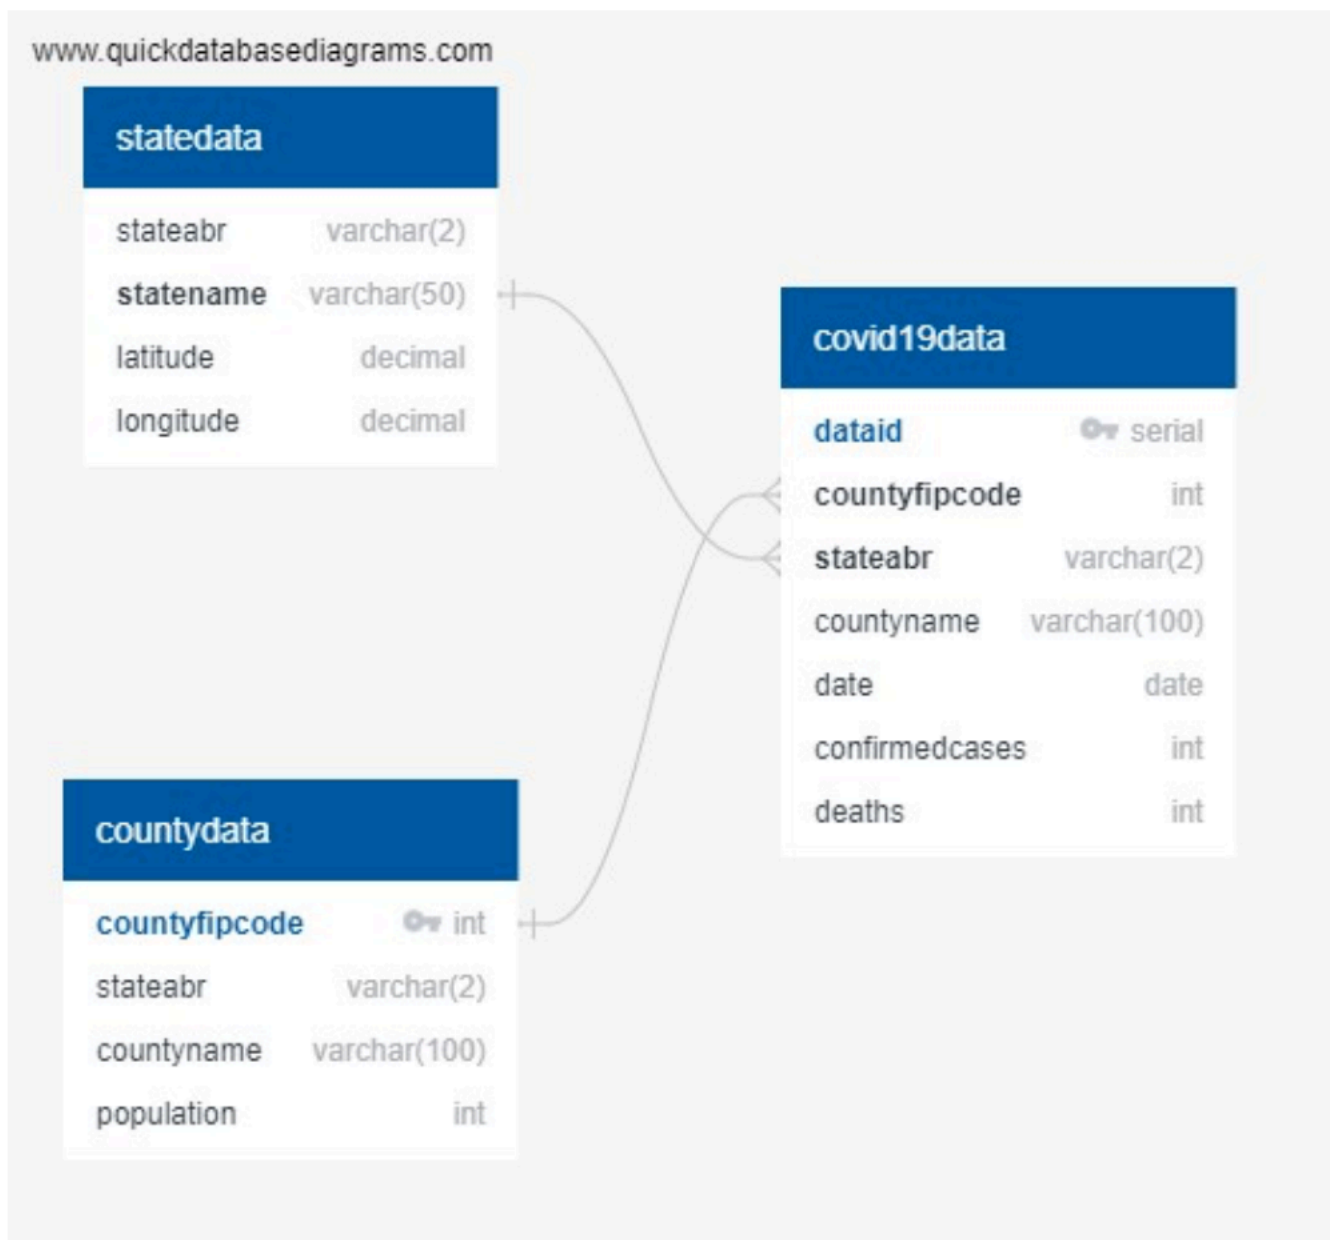 www.quickdatabasediagrams.com
statedata
stateabr varchar(2)
statename varchar(50)
latitude decimal
longitude decimal
covid19data
dataid serial
countyfipcode int
stateabr varchar(2)
countyname varchar(100)
date date
confirmedcases int
deaths int
countydata
countyfipcode int
stateabr varchar(2)
countyname varchar(100)
population int